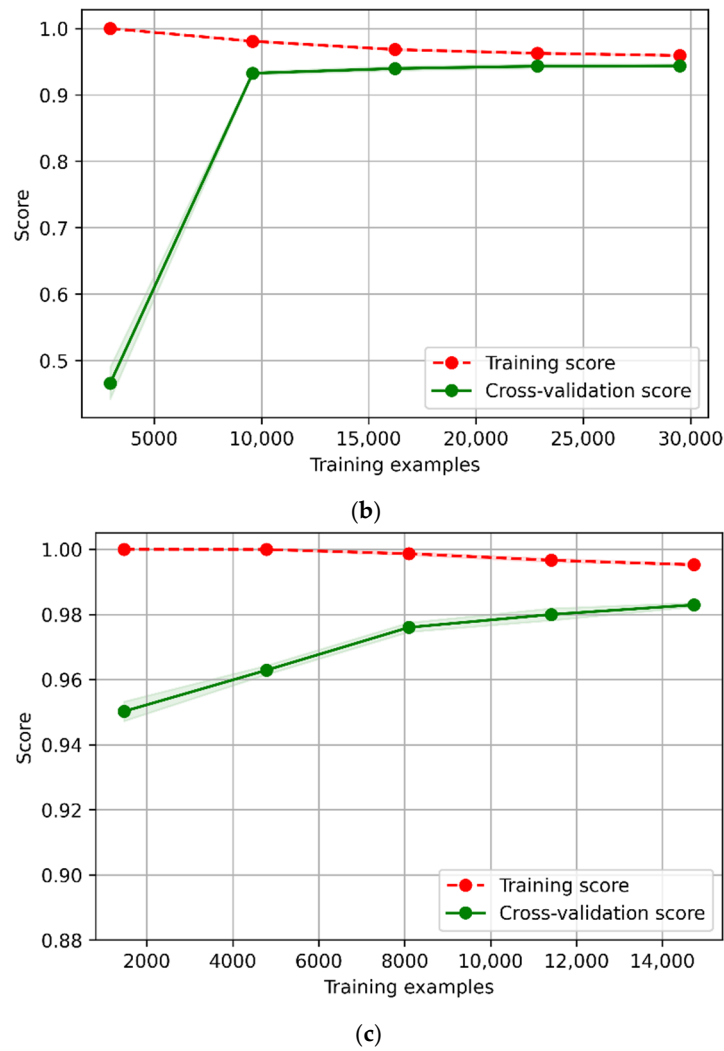 1.0
0.9
0.8
0.7
0.6
0.5
Score
Training score
Cross-validation score
5000 10,000 15,000 20,000 25,000 30,000
Training examples
(b)
1.00
0.98
0.96
0.94
0.92
0.90
0.88
Score
Training score
Cross-validation score
2000 4000 6000 8000 10,000 12,000 14,000
Training examples
(c)